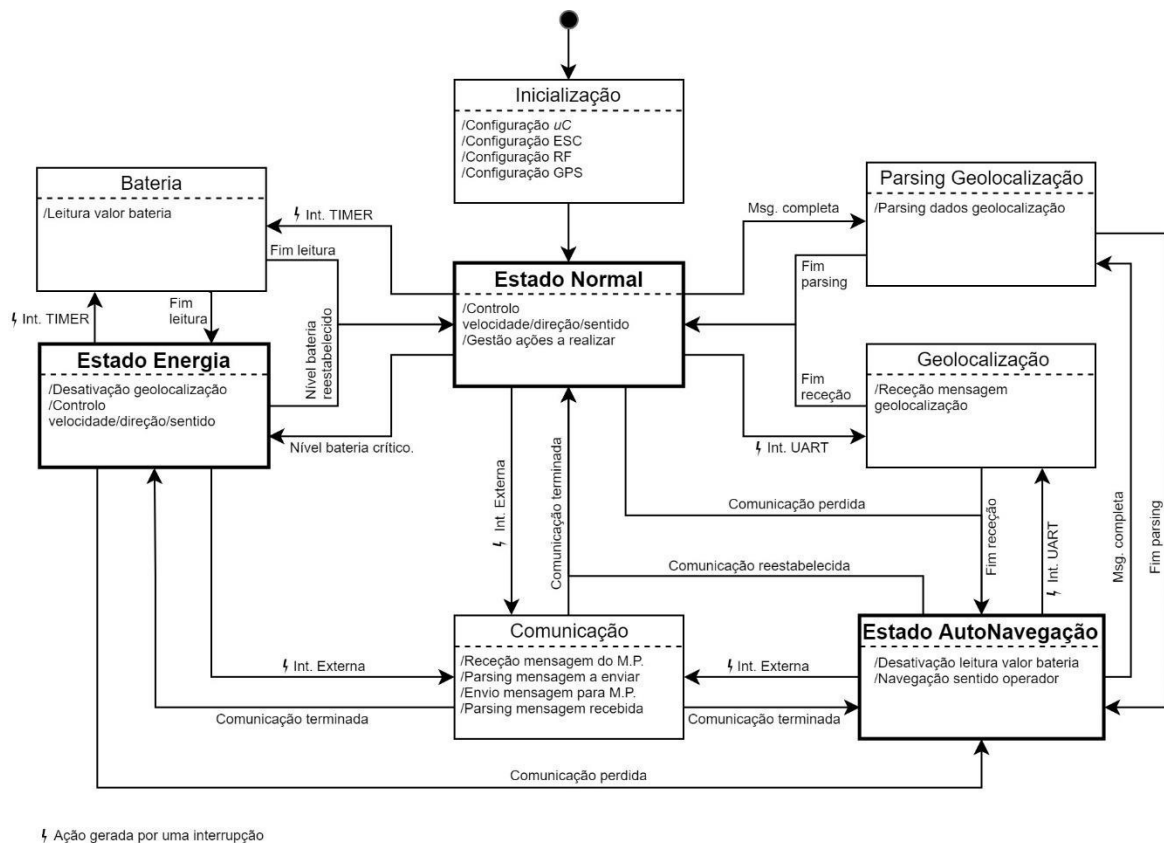 Inicialização
/Configuração uC
/Configuração ESC
/Configuração RF
/Configuração GPS
Bateria
/Leitura valor bateria
Parsing Geolocalização
/Parsing dados geolocalização
Int. TIMER
Msg. completa
Fim leitura
Fim
parsing
Estado Normal
/Controlo
velocidade/direção/sentido
/Gestão ações a realizar
Int. TIMER
Fim
leitura
Nível bateria
reestabelecido
Estado Energia
/Desativação geolocalização
/Controlo
velocidade/direção/sentido
Geolocalização
/Receção mensagem
geolocalização
Fim
receção
Nível bateria crítico.
Int. UART
Int. Externa
Comunicação terminada
Comunicação perdida
Fim receção
Int. UART
Msg. completa
Fim parsing
Comunicação reestabelecida
Comunicação
/Receção mensagem do M.P.
/Parsing mensagem a enviar
/Envio mensagem para M.P.
/Parsing mensagem recebida
Estado AutoNavegação
/Desativação leitura valor bateria
/Navegação sentido operador
Int. Externa
Int. Externa
Comunicação terminada
Comunicação terminada
Comunicação perdida
Ação gerada por uma interrupção